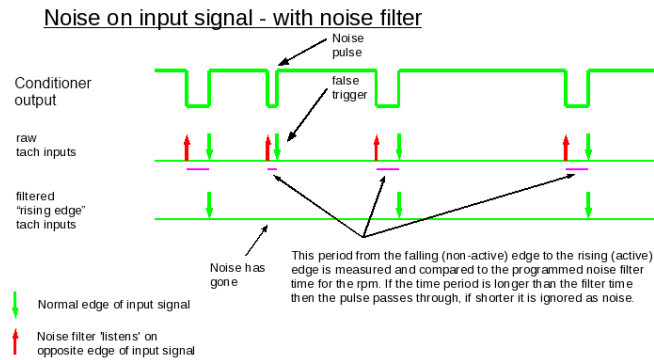 Noise on input signal - with noise filter
Noise
pulse
Conditioner
output
false
trigger
raw
tach inputs
filtered
“rising edge”
tach inputs
Noise has
gone
This period from the falling (non-active) edge to the rising (active)
edge is measured and compared to the programmed noise filter
time for the rpm. If the time period is longer than the filter time
then the pulse passes through, if shorter it is ignored as noise.
Normal edge of input signal
Noise filter 'listens' on
opposite edge of input signal